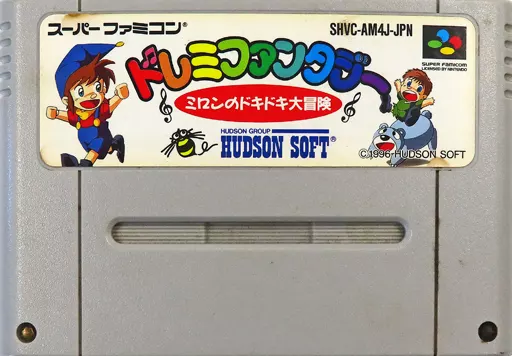 スーパーファミコン®
SHVC-AM4J-JPN
ドレミファンタジー
ミロンのドキドキ大冒険
SUPER FAMICOM
LICENSED BY NINTENDO
HUDSON GROUP
HUDSON SOFT®
©1996 HUDSON SOFT